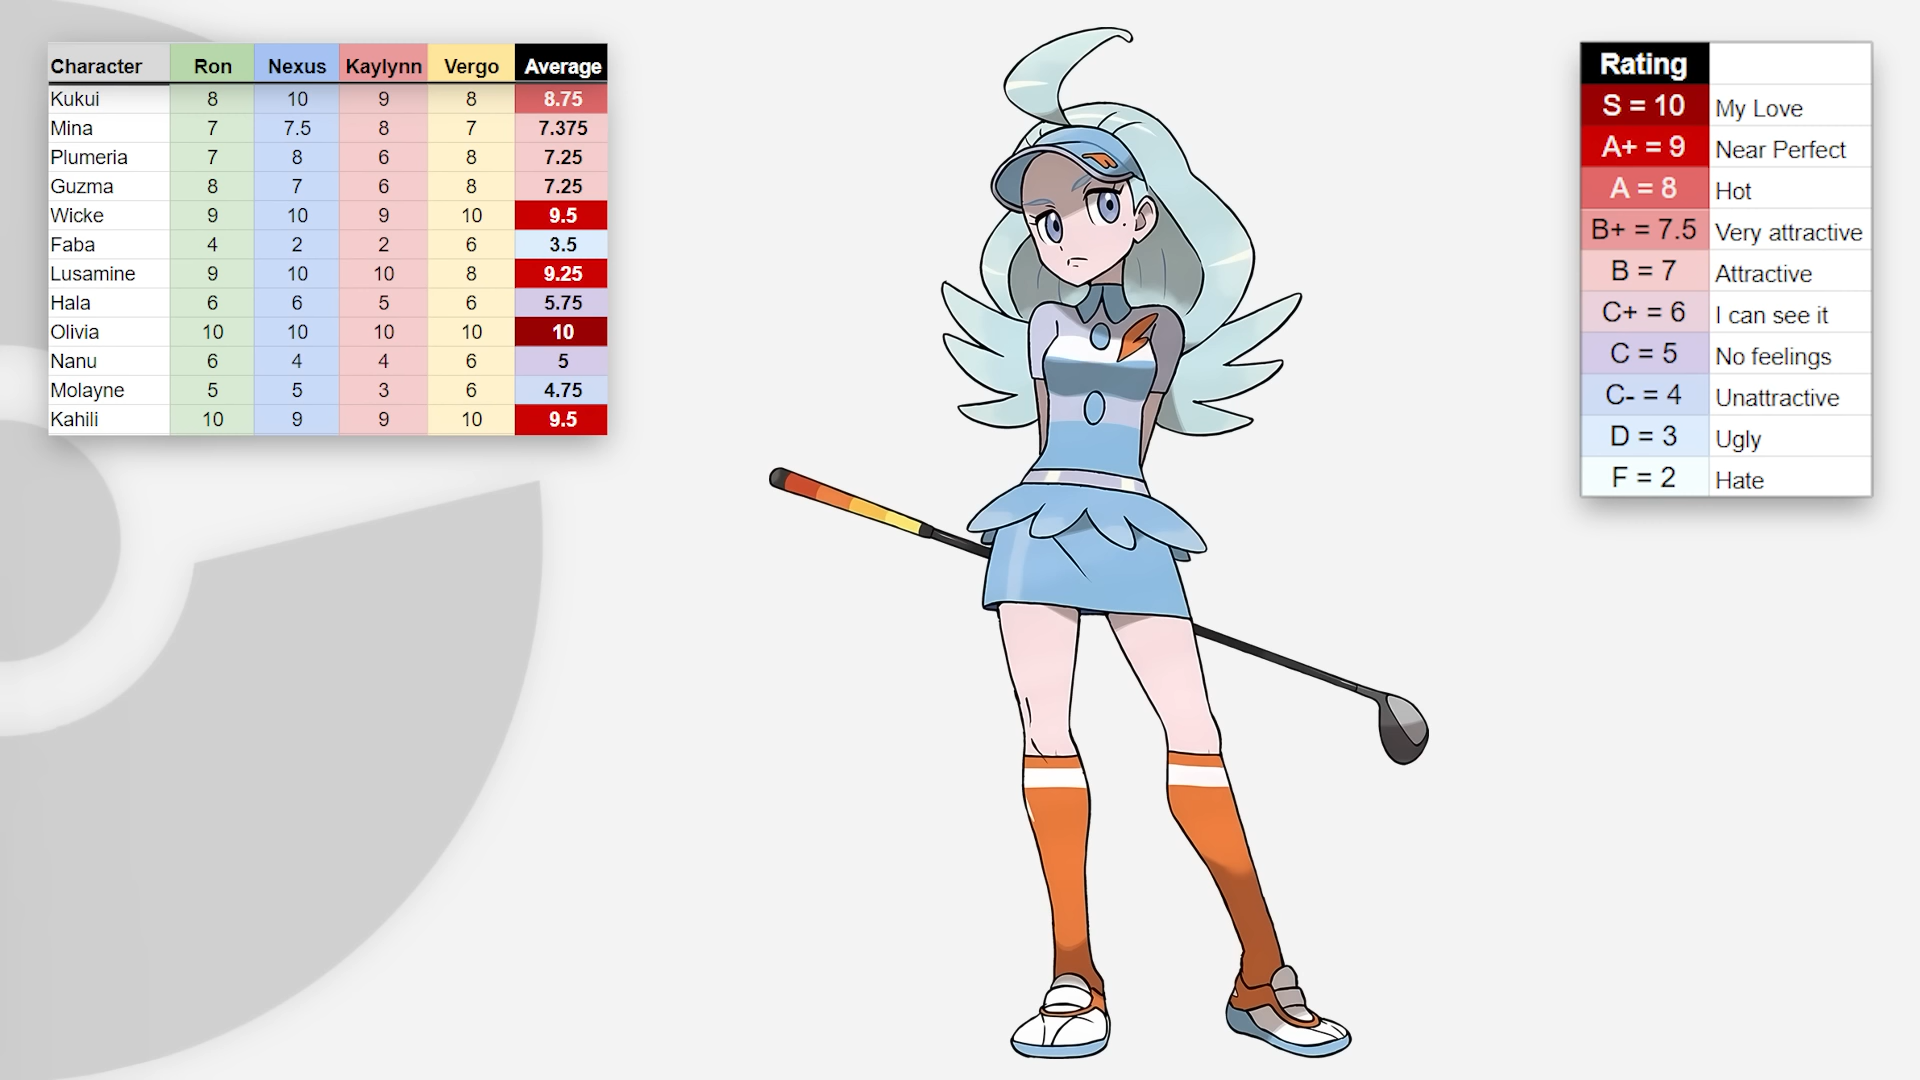 Character Ron Nexus Kaylynn Vergo Average
Kukui 8 10 9 8 8.75
Mina 7 7.5 8 7 7.375
Plumeria 7 8 6 8 7.25
Guzma 8 7 6 8 7.25
Wicke 9 10 9 10 9.5
Faba 4 2 2 6 3.5
Lusamine 9 10 10 8 9.25
Hala 6 6 5 6 5.75
Olivia 10 10 10 10 10
Nanu 6 4 4 6 5
Molayne 5 5 3 6 4.75
Kahili 10 9 9 10 9.5
Rating
S = 10 My Love
A+ = 9 Near Perfect
A = 8 Hot
B+ = 7.5 Very attractive
B = 7 Attractive
C+ = 6 I can see it
C = 5 No feelings
C- = 4 Unattractive
D = 3 Ugly
F = 2 Hate